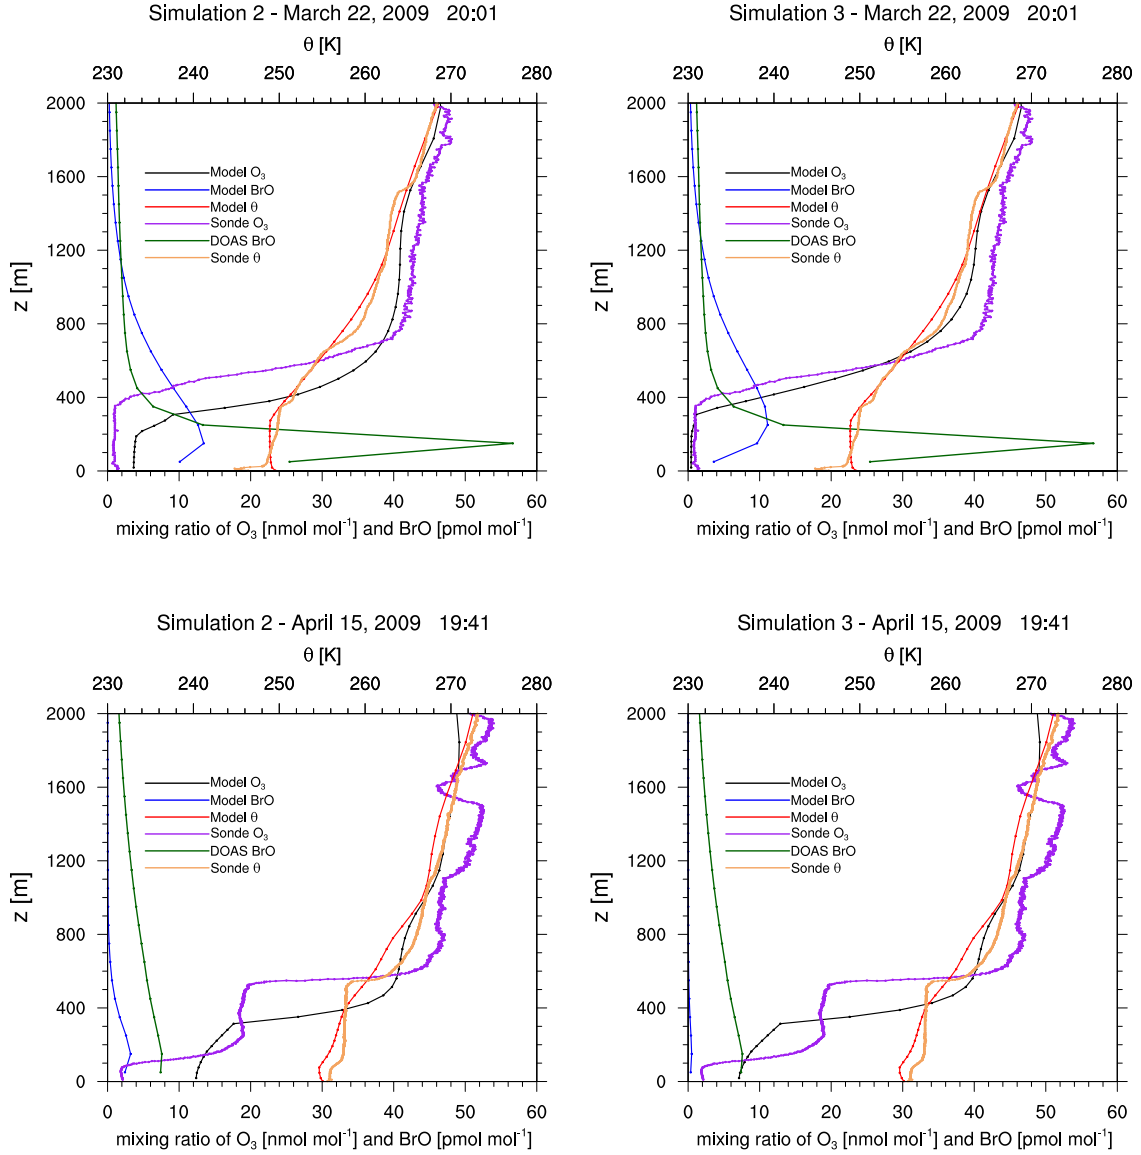 Simulation 2 - March 22, 2009 20:01
θ [K]
230 240 250 260 270 280
2000
1600
1200
800
400
0
z [m]
Model O₃
Model BrO
Model θ
Sonde O₃
DOAS BrO
Sonde θ
0 10 20 30 40 50 60
mixing ratio of O₃ [nmol mol⁻¹] and BrO [pmol mol⁻¹]
Simulation 3 - March 22, 2009 20:01
θ [K]
230 240 250 260 270 280
2000
1600
1200
800
400
0
z [m]
Model O₃
Model BrO
Model θ
Sonde O₃
DOAS BrO
Sonde θ
0 10 20 30 40 50 60
mixing ratio of O₃ [nmol mol⁻¹] and BrO [pmol mol⁻¹]
Simulation 2 - April 15, 2009 19:41
θ [K]
230 240 250 260 270 280
2000
1600
1200
800
400
0
z [m]
Model O₃
Model BrO
Model θ
Sonde O₃
DOAS BrO
Sonde θ
0 10 20 30 40 50 60
mixing ratio of O₃ [nmol mol⁻¹] and BrO [pmol mol⁻¹]
Simulation 3 - April 15, 2009 19:41
θ [K]
230 240 250 260 270 280
2000
1600
1200
800
400
0
z [m]
Model O₃
Model BrO
Model θ
Sonde O₃
DOAS BrO
Sonde θ
0 10 20 30 40 50 60
mixing ratio of O₃ [nmol mol⁻¹] and BrO [pmol mol⁻¹]